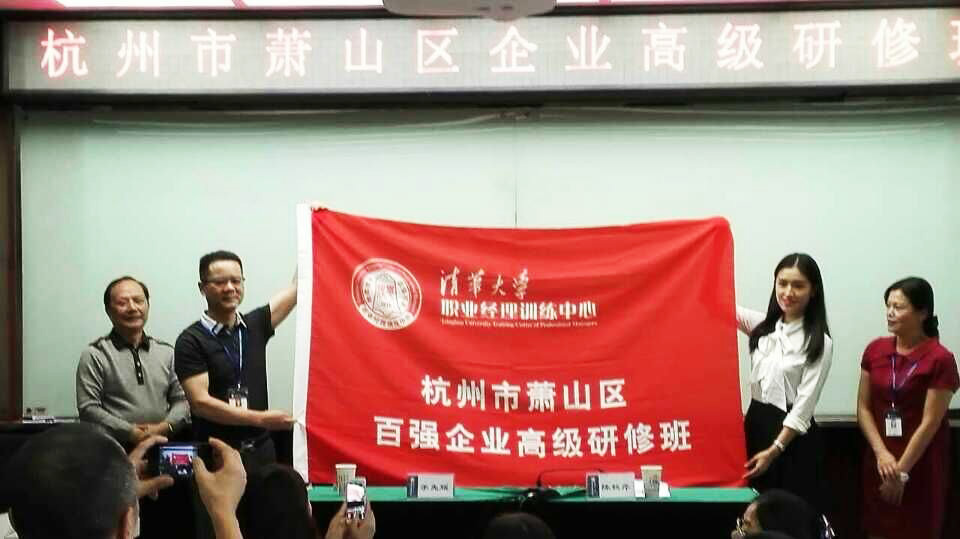 杭州市萧山区企业高级研修班
清华大学
职业经理训练中心
Tsinghua University Training Center of Professional Managers
杭州市萧山区
百强企业高级研修班